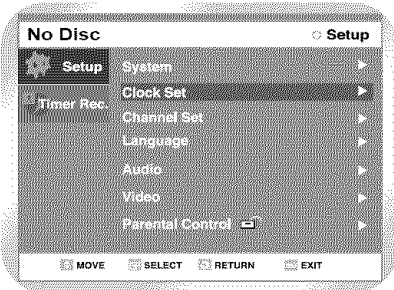 No Disc
Setup
Setup
System
Clock Set
Timer Rec.
Channel Set
Language
Audio
Video
Parental Control
MOVE SELECT RETURN EXIT